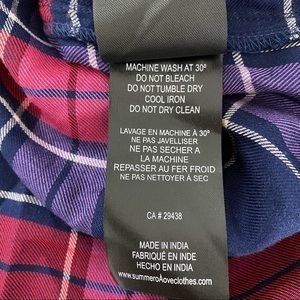 MACHINE WASH AT 30°
DO NOT BLEACH
DO NOT TUMBLE DRY
COOL IRON
DO NOT DRY CLEAN
LAVAGE EN MACHINE À 30°
NE PAS JAVELLISER
NE PAS SECHER A
LA MACHINE
REPASSER AU FER FROID
NE PAS NETTOYER À SEC
CA # 29438
MADE IN INDIA
FABRIQUÉ EN INDE
HECHO EN INDIA